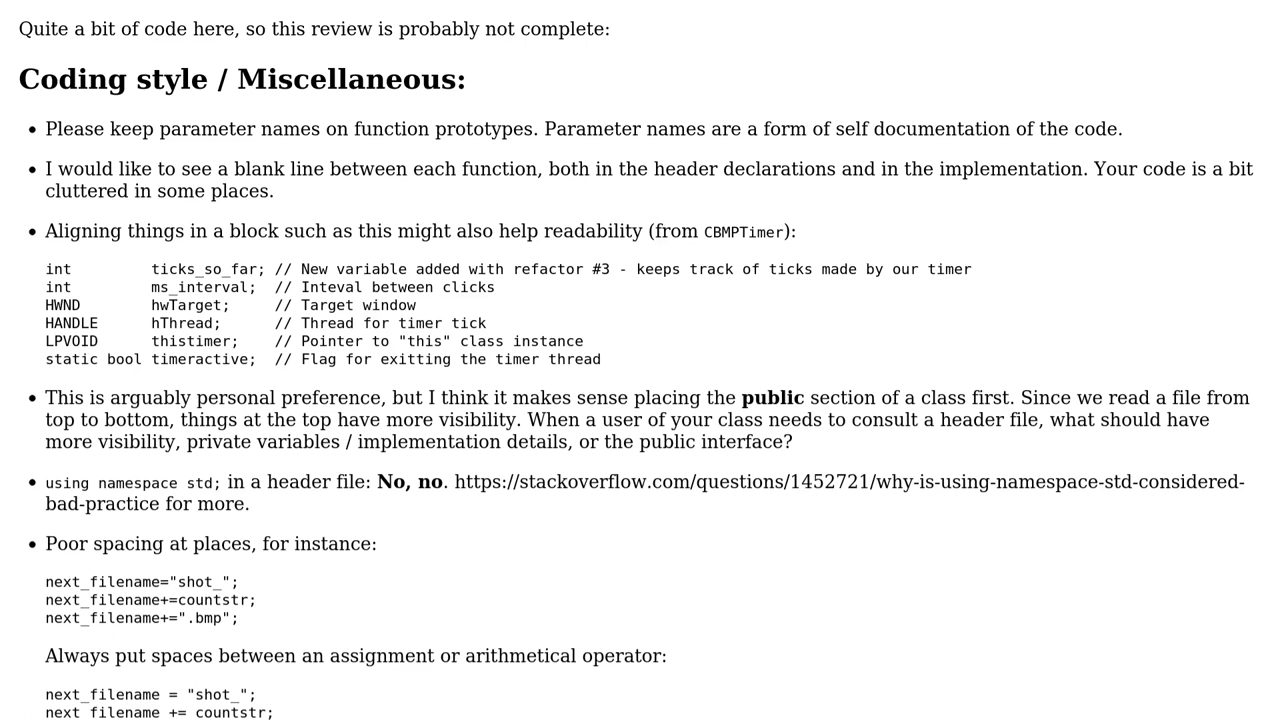 Quite a bit of code here, so this review is probably not complete:
Coding style / Miscellaneous:
• Please keep parameter names on function prototypes. Parameter names are a form of self documentation of the code.
• I would like to see a blank line between each function, both in the header declarations and in the implementation. Your code is a bit
cluttered in some places.
• Aligning things in a block such as this might also help readability (from CBMPTimer):
int         ticks_so_far; // New variable added with refactor #3 - keeps track of ticks made by our timer
int         ms_interval;  // Inteval between clicks
HWND        hwTarget;     // Target window
HANDLE      hThread;      // Thread for timer tick
LPVOID      thistimer;    // Pointer to "this" class instance
static bool timeractive;  // Flag for exitting the timer thread
• This is arguably personal preference, but I think it makes sense placing the public section of a class first. Since we read a file from
top to bottom, things at the top have more visibility. When a user of your class needs to consult a header file, what should have
more visibility, private variables / implementation details, or the public interface?
• using namespace std; in a header file: No, no. https://stackoverflow.com/questions/1452721/why-is-using-namespace-std-considered-
bad-practice for more.
• Poor spacing at places, for instance:
next_filename="shot_";
next_filename+=countstr;
next_filename+=".bmp";
Always put spaces between an assignment or arithmetical operator:
next_filename = "shot_";
next_filename += countstr;